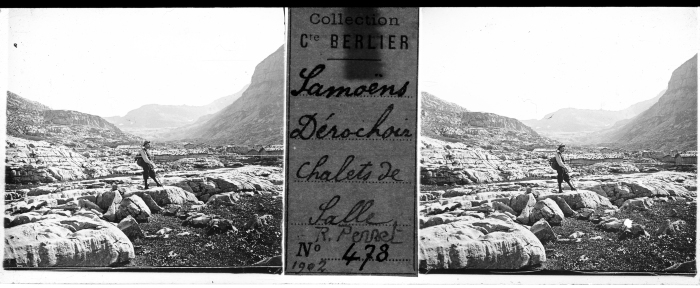 Collection
Cte BERLIER
Samoëns
Dérochoir
Chalets de
Salle
R. Perret
No 478
1902